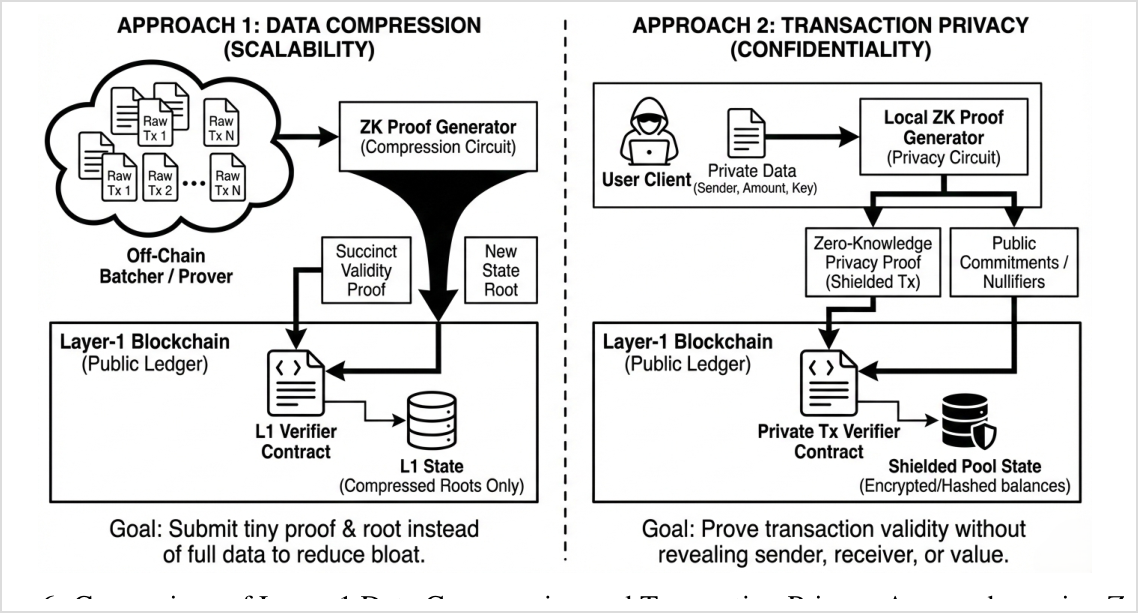 APPROACH 1: DATA COMPRESSION
(SCALABILITY)
Raw
Tx 1
Raw
Tx N
Raw
Tx 1
Raw
Tx 2
...
Raw
Tx N
Off-Chain
Batcher / Prover
ZK Proof Generator
(Compression Circuit)
Succinct
Validity
Proof
New
State
Root
Layer-1 Blockchain
(Public Ledger)
L1 Verifier
Contract
L1 State
(Compressed Roots Only)
Goal: Submit tiny proof & root instead
of full data to reduce bloat.
APPROACH 2: TRANSACTION PRIVACY
(CONFIDENTIALITY)
User Client
Private Data
(Sender, Amount, Key)
Local ZK Proof
Generator
(Privacy Circuit)
Zero-Knowledge
Privacy Proof
(Shielded Tx)
Public
Commitments /
Nullifiers
Layer-1 Blockchain
(Public Ledger)
Private Tx Verifier
Contract
Shielded Pool State
(Encrypted/Hashed balances)
Goal: Prove transaction validity without
revealing sender, receiver, or value.